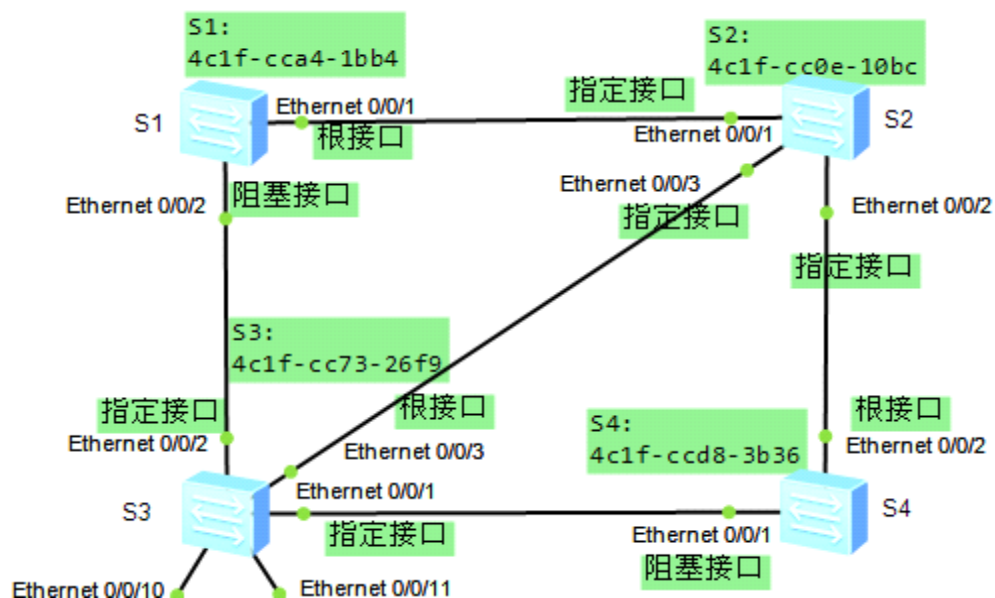 S1:
4c1f-cca4-1bb4
S2:
4c1f-cc0e-10bc
S1
Ethernet 0/0/1
指定接口
S2
根接口
Ethernet 0/0/1
Ethernet 0/0/2
阻塞接口
Ethernet 0/0/3
指定接口
Ethernet 0/0/2
指定接口
S3:
4c1f-cc73-26f9
指定接口
Ethernet 0/0/2
根接口
Ethernet 0/0/3
S4:
4c1f-ccd8-3b36
根接口
Ethernet 0/0/2
S3
Ethernet 0/0/1
指定接口
Ethernet 0/0/1
阻塞接口
S4
Ethernet 0/0/10
Ethernet 0/0/11